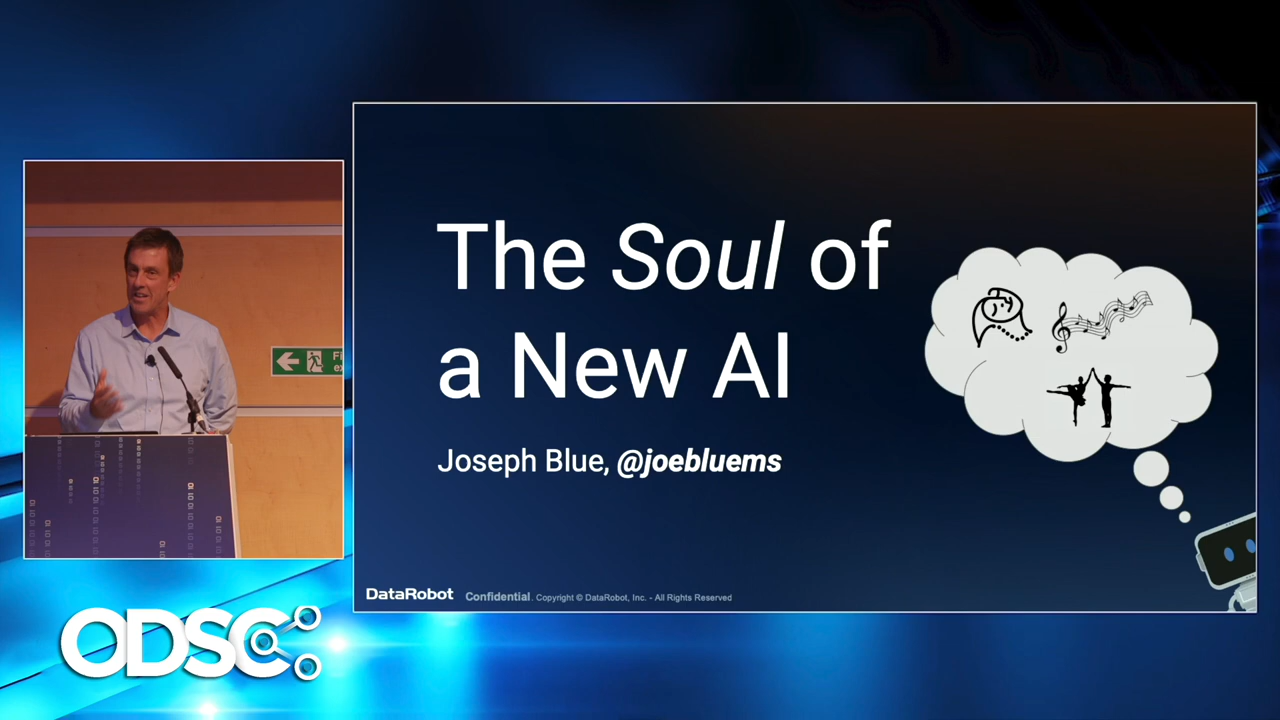 The Soul of
a New AI
Joseph Blue, @joebluems
DataRobot Confidential. Copyright © DataRobot, Inc. - All Rights Reserved
ODSC